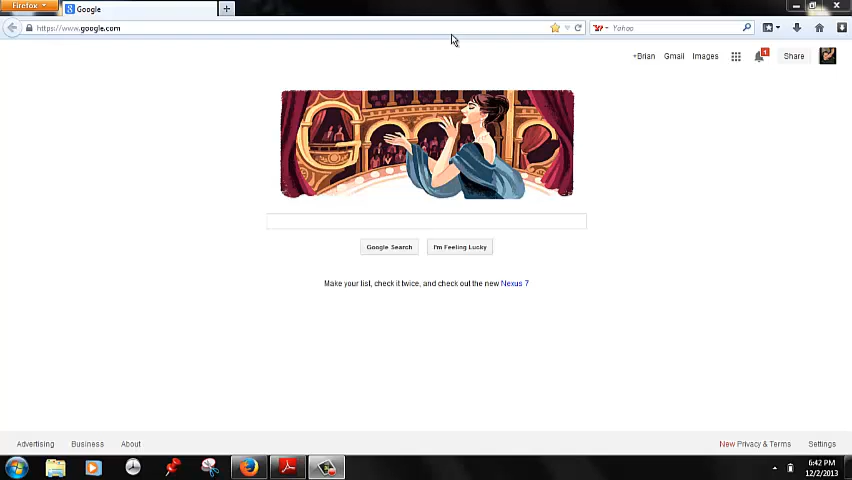 Firefox
Google
https://www.google.com
Yahoo
+Brian Gmail Images 1 Share
Google Search I'm Feeling Lucky
Make your list, check it twice, and check out the new Nexus 7
Advertising Business About New Privacy & Terms Settings
6:42 PM
12/2/2013